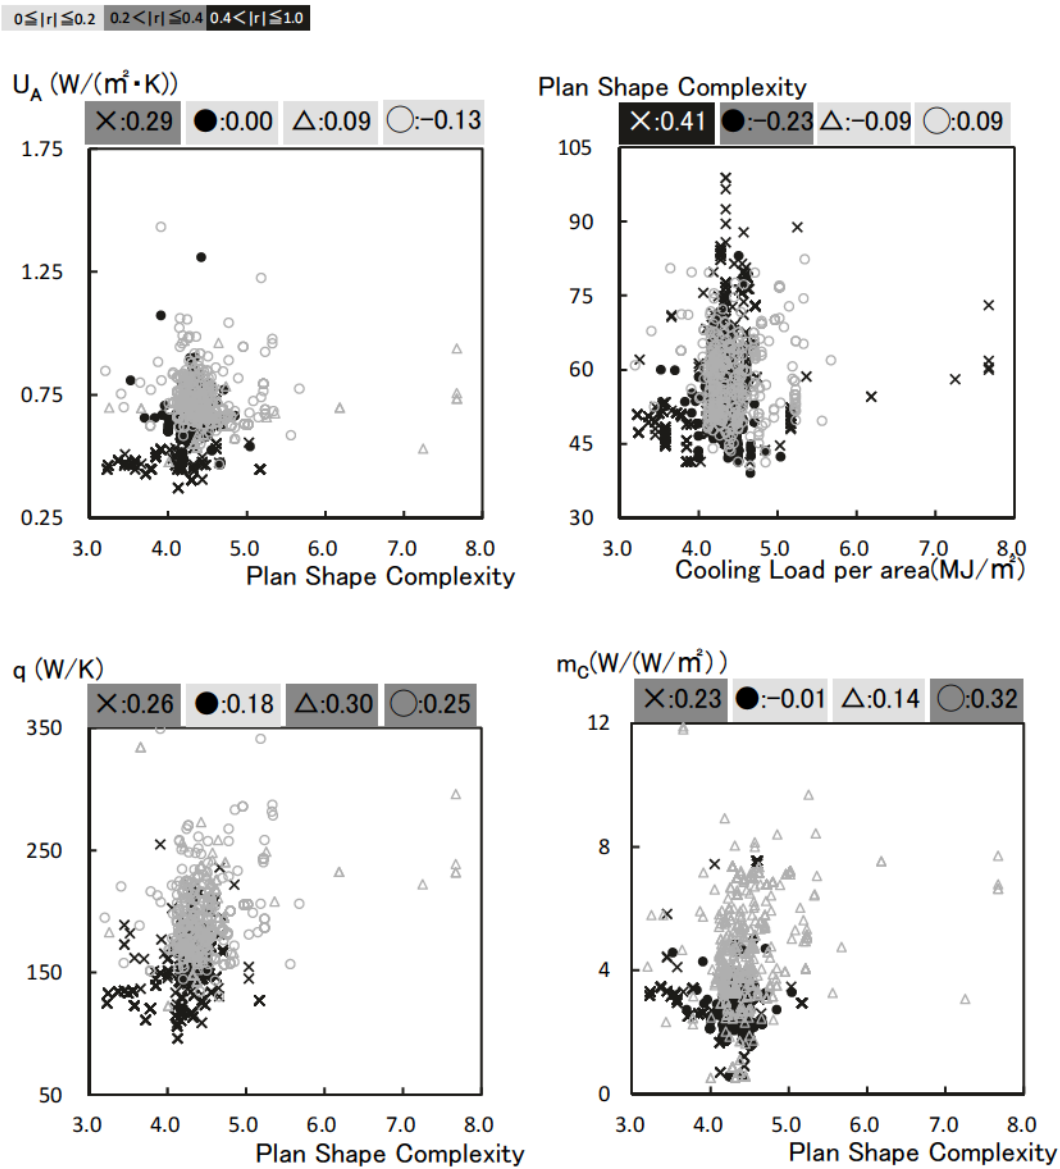 0≦|r|≦0.2 0.2<|r|≦0.4 0.4<|r|≦1.0
U_A (W/(㎡・K))
×:0.29 ●:0.00 △:0.09 ○:-0.13
1.75
1.25
0.75
0.25
3.0 4.0 5.0 6.0 7.0 8.0
Plan Shape Complexity
Plan Shape Complexity
×:0.41 ●:-0.23 △:-0.09 ○:0.09
105
90
75
60
45
30
3.0 4.0 5.0 6.0 7.0 8.0
Cooling Load per area(MJ/㎡)
q (W/K)
×:0.26 ●:0.18 △:0.30 ○:0.25
350
250
150
50
3.0 4.0 5.0 6.0 7.0 8.0
Plan Shape Complexity
m_C(W/(W/㎡))
×:0.23 ●:-0.01 △:0.14 ○:0.32
12
8
4
0
3.0 4.0 5.0 6.0 7.0 8.0
Plan Shape Complexity